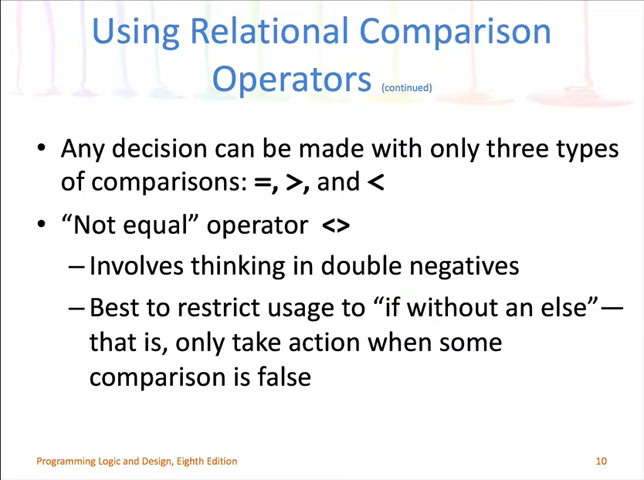 Using Relational Comparison
Operators (continued)
• Any decision can be made with only three types
of comparisons: =, >, and <
• “Not equal” operator <>
– Involves thinking in double negatives
– Best to restrict usage to “if without an else”—
that is, only take action when some
comparison is false
Programming Logic and Design, Eighth Edition 10